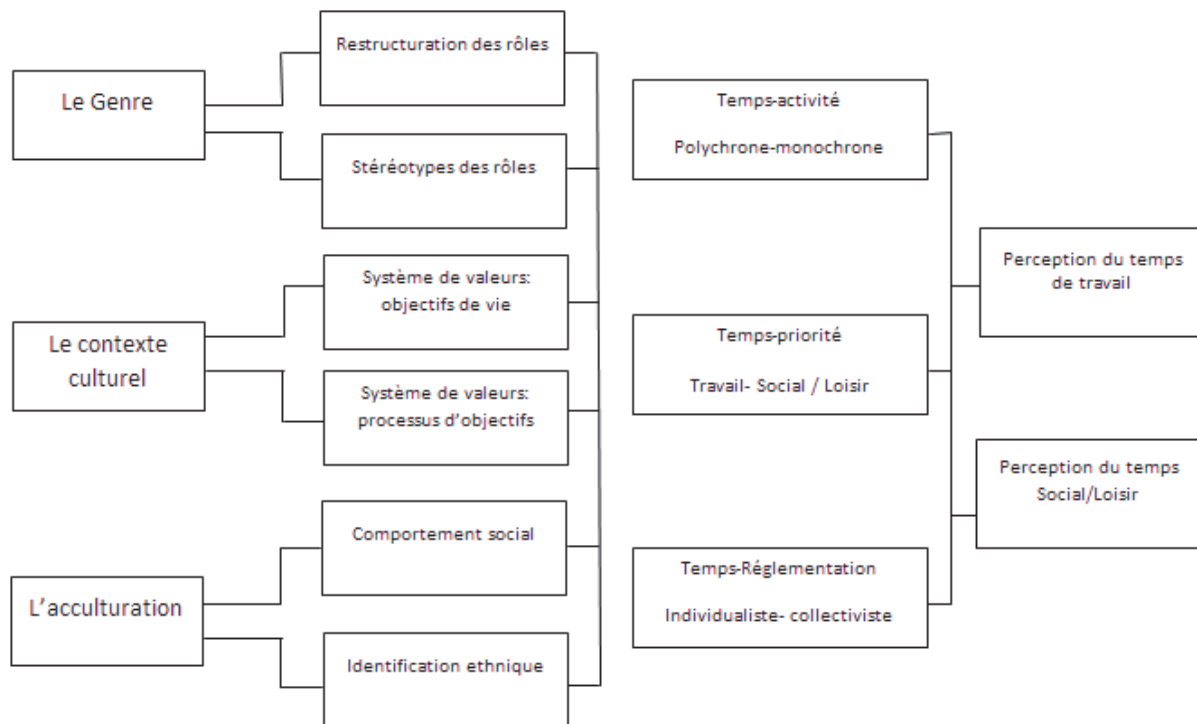 Le Genre
Restructuration des rôles
Stéréotypes des rôles
Le contexte
culturel
Système de valeurs:
objectifs de vie
Système de valeurs:
processus d'objectifs
L'acculturation
Comportement social
Identification ethnique
Temps-activité
Polychrone-monochrone
Temps-priorité
Travail- Social / Loisir
Temps-Réglementation
Individualiste- collectiviste
Perception du temps
de travail
Perception du temps
Social/Loisir